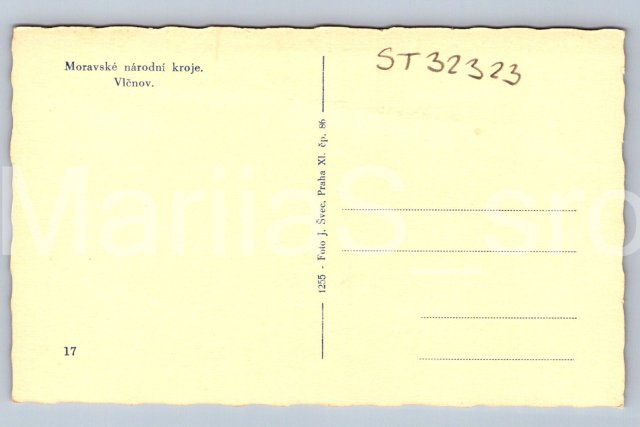 Moravské národní kroje.
Vlčnov.
17
1255 - Foto J. Švec, Praha XI. čp. 86
ST32323
MariiaS_sro